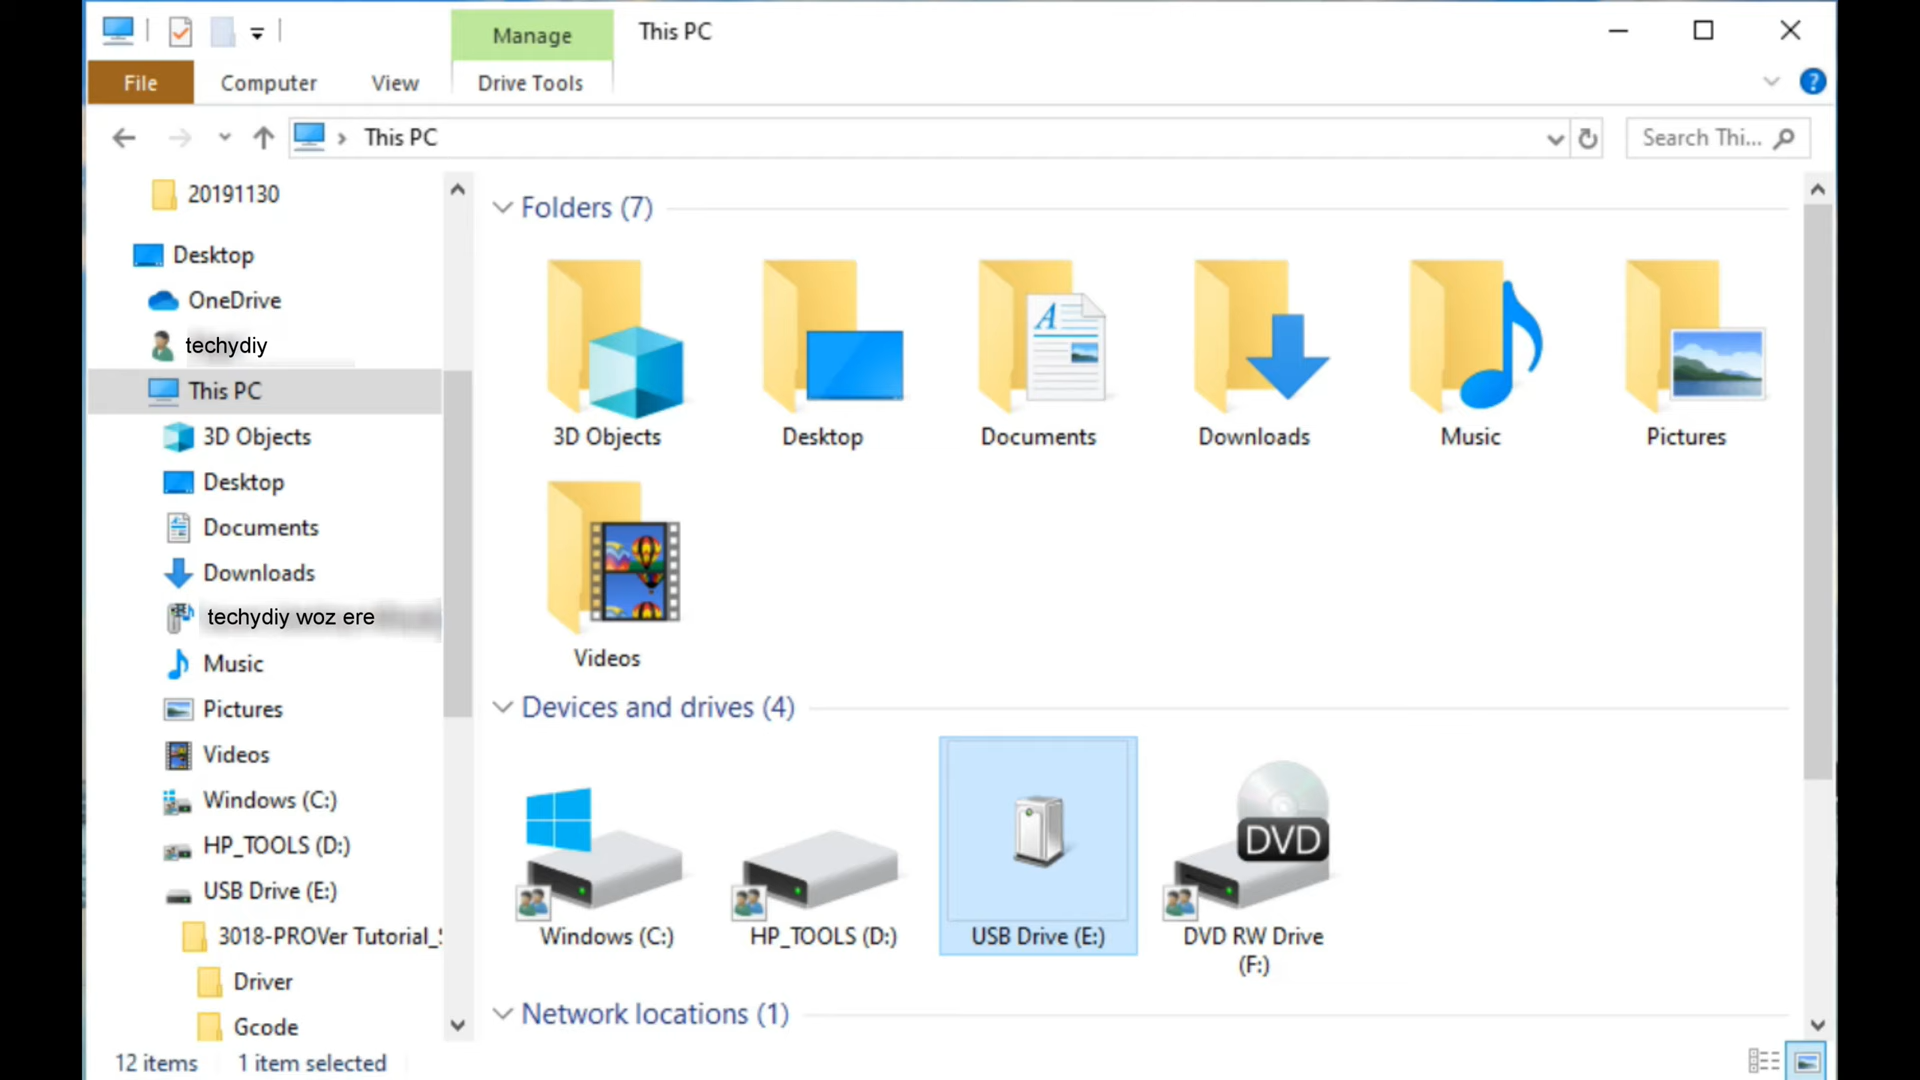 Manage
This PC
File
Computer
View
Drive Tools
?
This PC
Search Thi...
20191130
Desktop
OneDrive
techydiy
This PC
3D Objects
Desktop
Documents
Downloads
techydiy woz ere
Music
Pictures
Videos
Windows (C:)
HP_TOOLS (D:)
USB Drive (E:)
3018-PROVer Tutorial_
Driver
Gcode
Folders (7)
3D Objects
Desktop
A
Documents
Downloads
Music
Pictures
Videos
Devices and drives (4)
Windows (C:)
HP_TOOLS (D:)
USB Drive (E:)
DVD
DVD RW Drive
(F:)
Network locations (1)
12 items
1 item selected